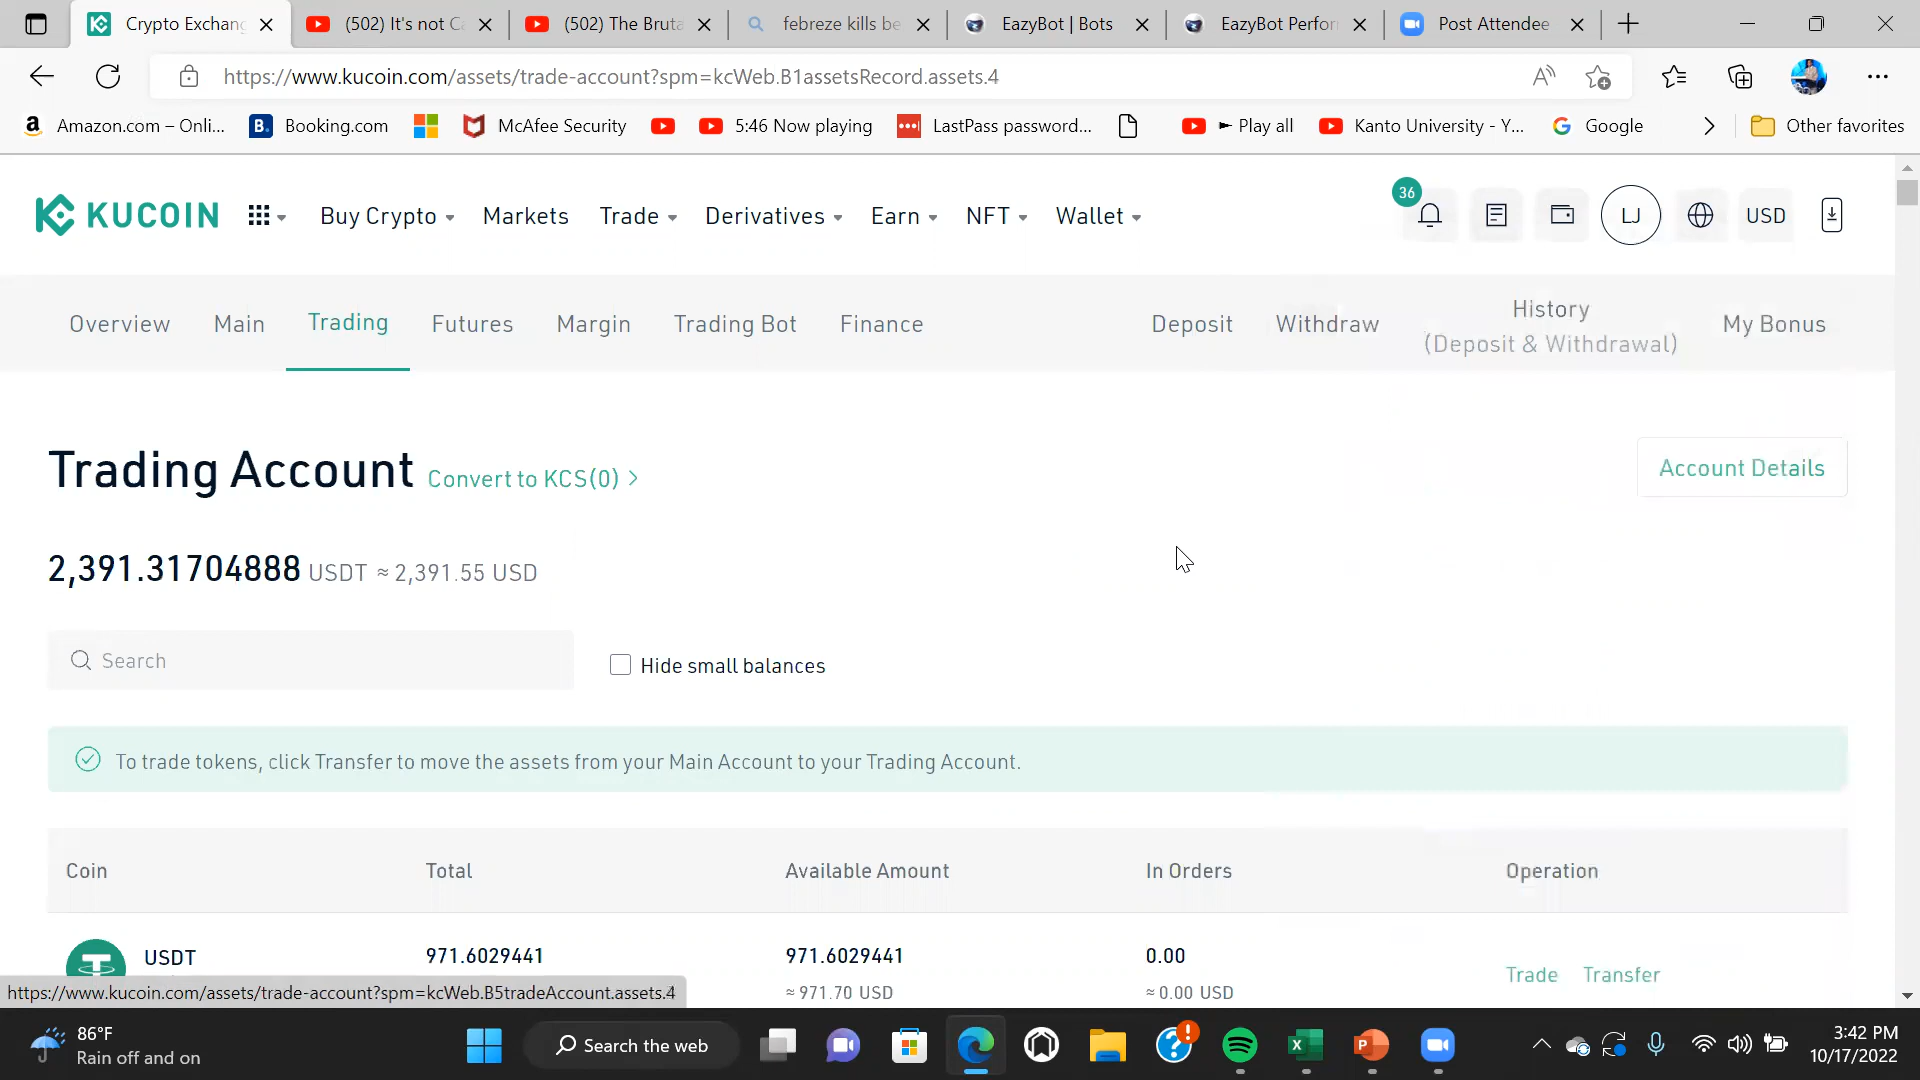 Crypto Exchang
(502) It's not Ca
(502) The Bruta
febreze kills be
EazyBot | Bots
EazyBot Perfor
Post Attendee
https://www.kucoin.com/assets/trade-account?spm=kcWeb.B1assetsRecord.assets.4
Amazon.com – Onli...
Booking.com
McAfee Security
5:46 Now playing
LastPass password...
► Play all
Kanto University - Y...
Google
Other favorites
KUCOIN
Buy Crypto
Markets
Trade
Derivatives
Earn
NFT
Wallet
36
LJ
USD
Overview
Main
Trading
Futures
Margin
Trading Bot
Finance
Deposit
Withdraw
History
(Deposit & Withdrawal)
My Bonus
Trading Account
Convert to KCS(0) >
Account Details
2,391.31704888 USDT ≈ 2,391.55 USD
Search
Hide small balances
To trade tokens, click Transfer to move the assets from your Main Account to your Trading Account.
Coin
Total
Available Amount
In Orders
Operation
USDT
971.6029441
971.6029441
0.00
Trade
Transfer
https://www.kucoin.com/assets/trade-account?spm=kcWeb.B5tradeAccount.assets.4
≈ 971.70 USD
≈ 0.00 USD
86°F
Rain off and on
Search the web
3:42 PM
10/17/2022